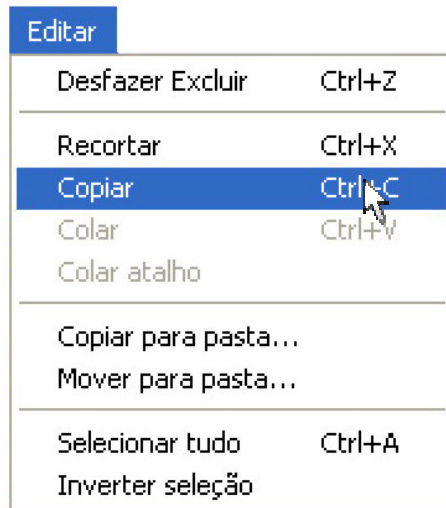 Editar
Desfazer Excluir Ctrl+Z
Recortar Ctrl+X
Copiar Ctrl+C
Colar Ctrl+V
Colar atalho
Copiar para pasta...
Mover para pasta...
Selecionar tudo Ctrl+A
Inverter seleção